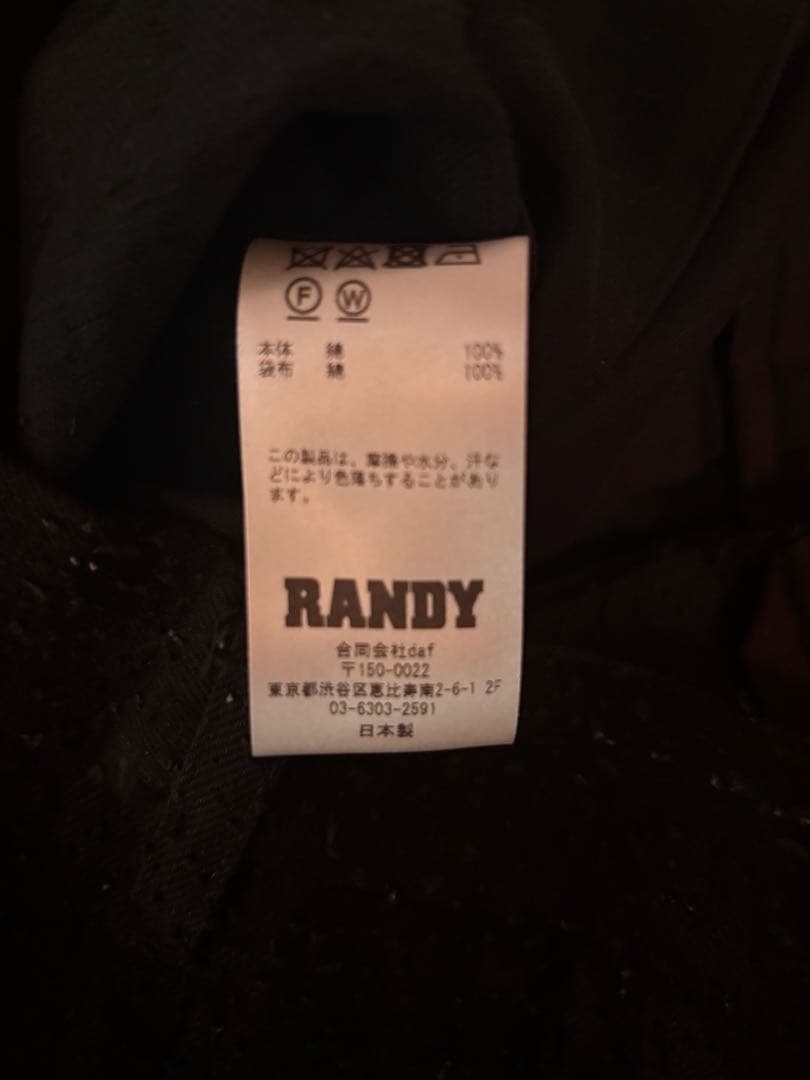 F W
本体 綿 100%
袋布 綿 100%
この製品は、摩擦や水分、汗な
どにより色落ちすることがあり
ます。
RANDY
合同会社daf
〒150-0022
東京都渋谷区恵比寿南2-6-1 2F
03-6303-2591
日本製